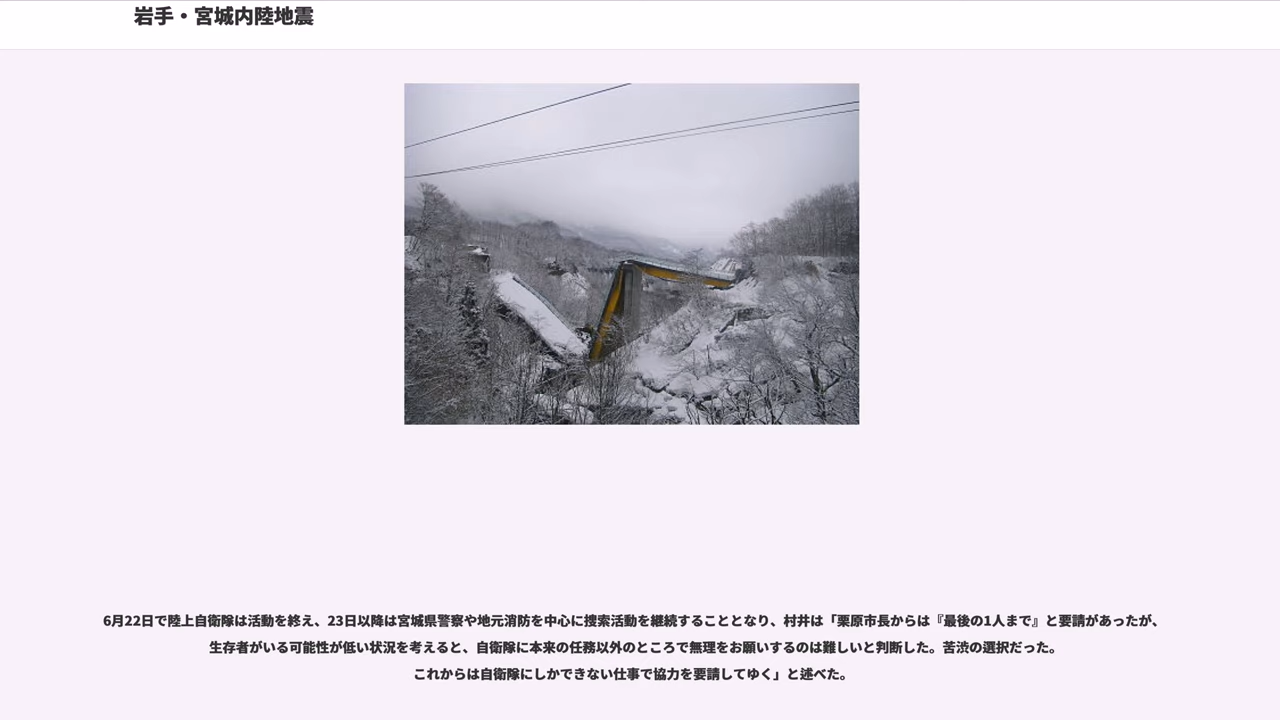 岩手・宮城内陸地震
6月22日で陸上自衛隊は活動を終え、23日以降は宮城県警察や地元消防を中心に捜索活動を継続することとなり、村井は「栗原市長からは『最後の1人まで』と要請があったが、
生存者がいる可能性が低い状況を考えると、自衛隊に本来の任務以外のところで無理をお願いするのは難しいと判断した。苦渋の選択だった。
これからは自衛隊にしかできない仕事で協力を要請してゆく」と述べた。